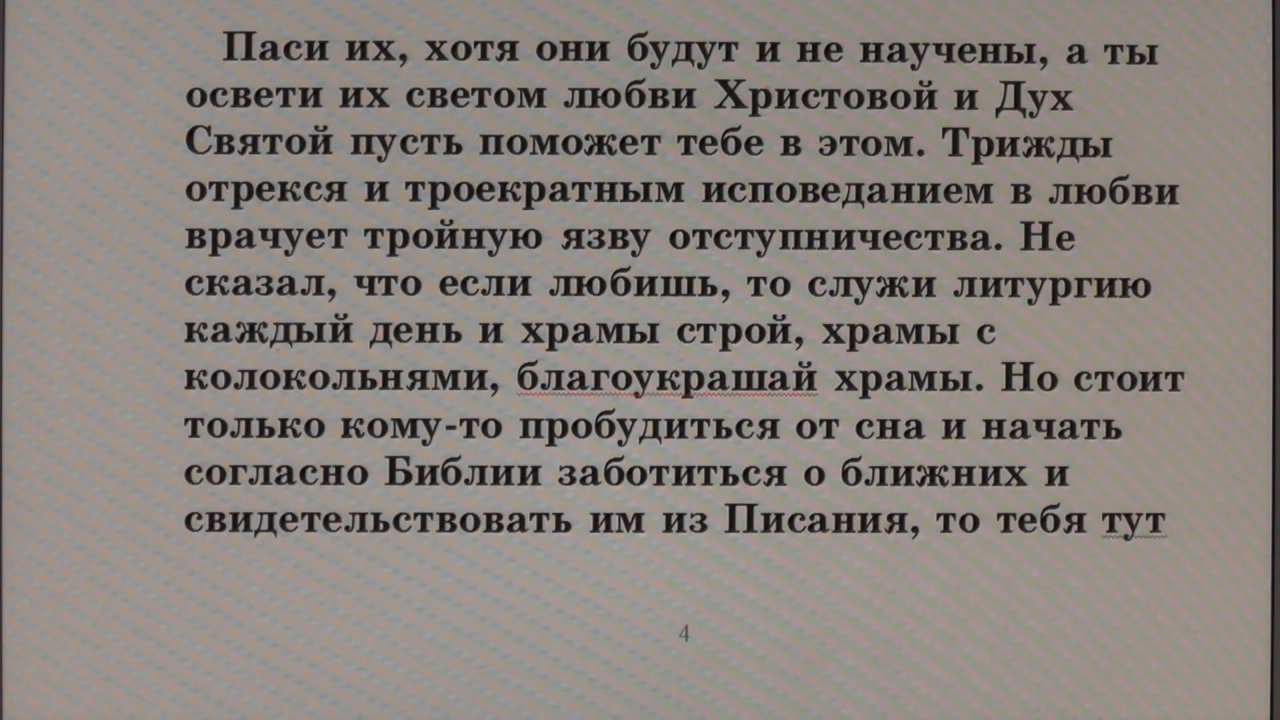 Паси их, хотя они будут и не научены, а ты
освети их светом любви Христовой и Дух
Святой пусть поможет тебе в этом. Трижды
отрекся и троекратным исповеданием в любви
врачует тройную язву отступничества. Не
сказал, что если любишь, то служи литургию
каждый день и храмы строй, храмы с
колокольнями, благоукрашай храмы. Но стоит
только кому-то пробудиться от сна и начать
согласно Библии заботиться о ближних и
свидетельствовать им из Писания, то тебя тут
4